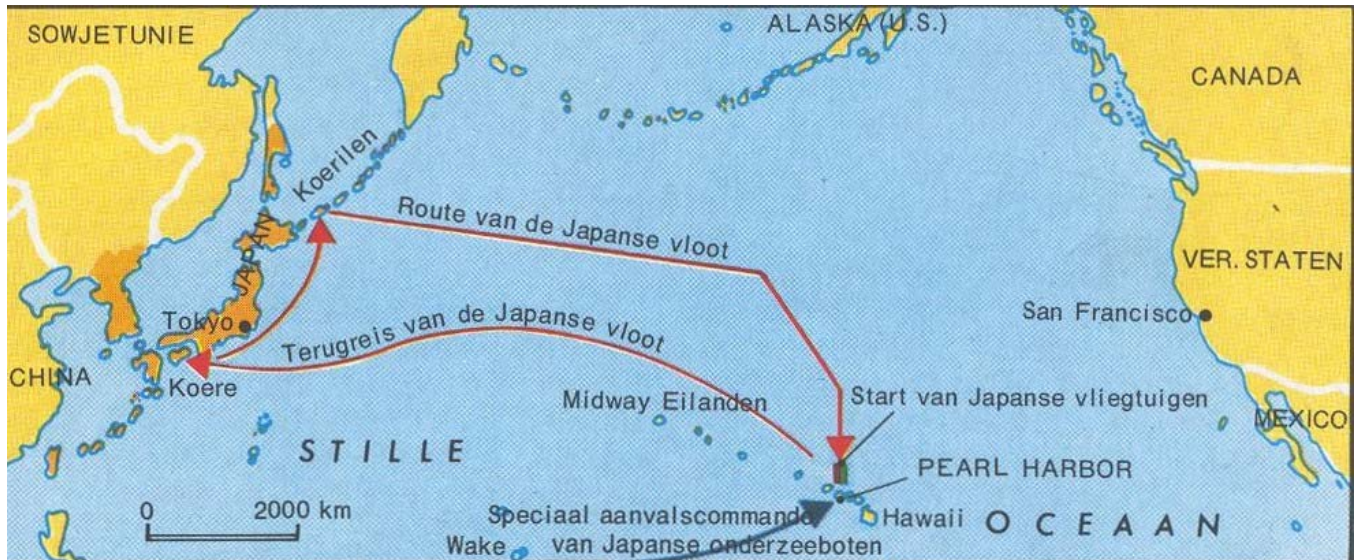 SOWJETUNIE
ALASKA (U.S.)
CANADA
Koerilen
JAPAN
Route van de Japanse vloot
VER. STATEN
Tokyo
San Francisco
Terugreis van de Japanse vloot
CHINA
Koere
Midway Eilanden
Start van Japanse vliegtuigen
MEXICO
STILLE
PEARL HARBOR
0 2000 km
Speciaal aanvalscommando
Hawaii
OCEAAN
Wake
van Japanse onderzeeboten